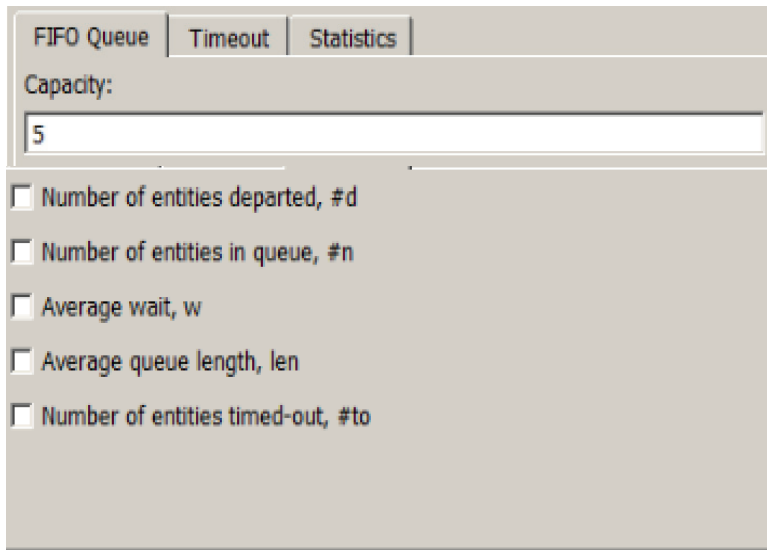 FIFO Queue Timeout Statistics
Capacity:
5
Number of entities departed, #d
Number of entities in queue, #n
Average wait, w
Average queue length, len
Number of entities timed-out, #to